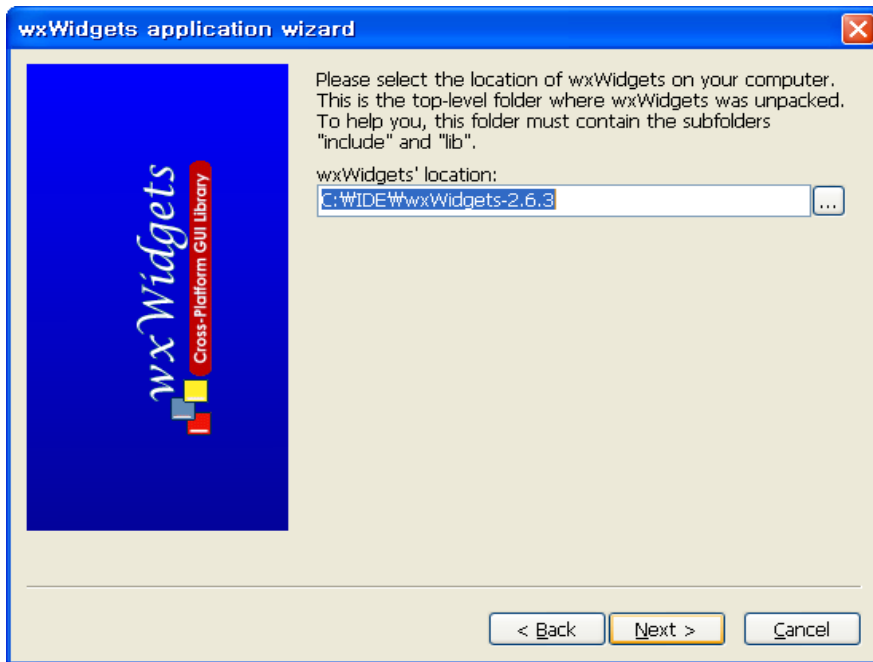 wxWidgets application wizard
Please select the location of wxWidgets on your computer.
This is the top-level folder where wxWidgets was unpacked.
To help you, this folder must contain the subfolders
"include" and "lib".
wxWidgets' location:
C:₩IDE₩wxWidgets-2.6.3
...
wxWidgets
Cross-Platform GUI Library
< Back
Next >
Cancel